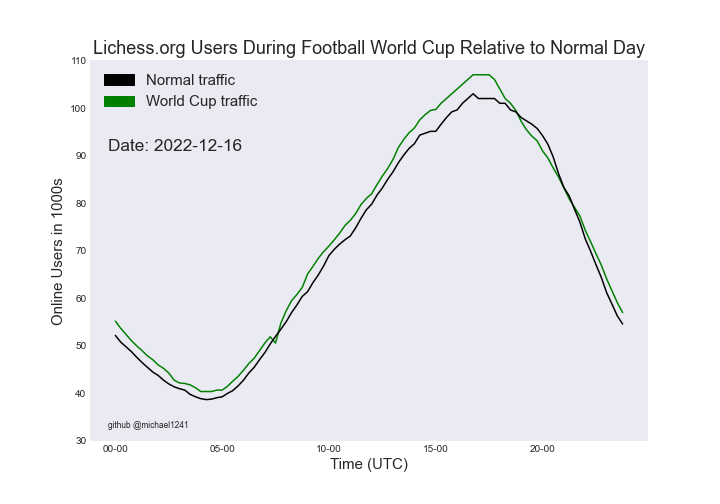 Lichess.org Users During Football World Cup Relative to Normal Day
110
Normal traffic
World Cup traffic
100
Date: 2022-12-16
90
80
70
60
50
40
30
Online Users in 1000s
github @michael1241
00-00 05-00 10-00 15-00 20-00
Time (UTC)